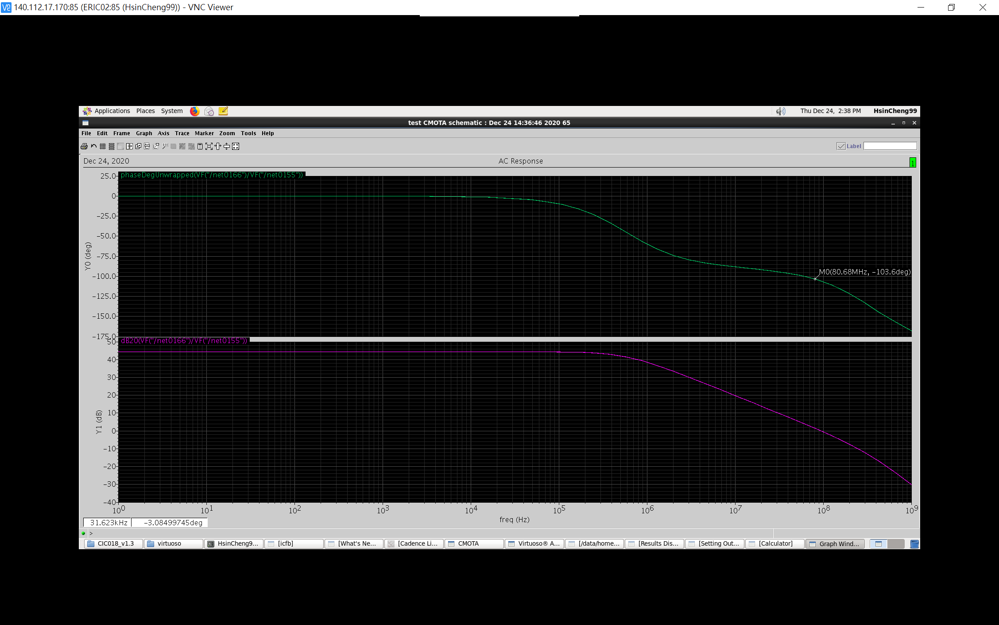 140.112.17.170:85 (ERIC02:85 (HsinCheng99)) - VNC Viewer
Applications Places System Thu Dec 24, 2:38 PM HsinCheng99
test CMOTA schematic : Dec 24 14:36:46 2020 65
File Edit Frame Graph Axis Trace Marker Zoom Tools Help
Label
Dec 24, 2020 AC Response 1
phaseDegUnwrapped(VF("/net0166")/VF("/net0155"))
25.0
0
-25.0
-50.0
-75.0
-100.0
-125.0
-150.0
-175.0
Y0 (deg)
M0(80.68MHz, -103.6deg)
dB20(VF("/net0166")/VF("/net0155"))
50
40
30
20
10
0
-10
-20
-30
-40
Y1 (dB)
10^0 10^1 10^2 10^3 10^4 10^5 10^6 10^7 10^8 10^9
freq (Hz)
31.623kHz -3.08499745deg
>
CIC018_v1.3 virtuoso HsinCheng9... [icfb] [What's Ne... [Cadence Li... CMOTA Virtuoso® A... [/data/home... [Results Dis... [Setting Out... [Calculator] Graph Wind...